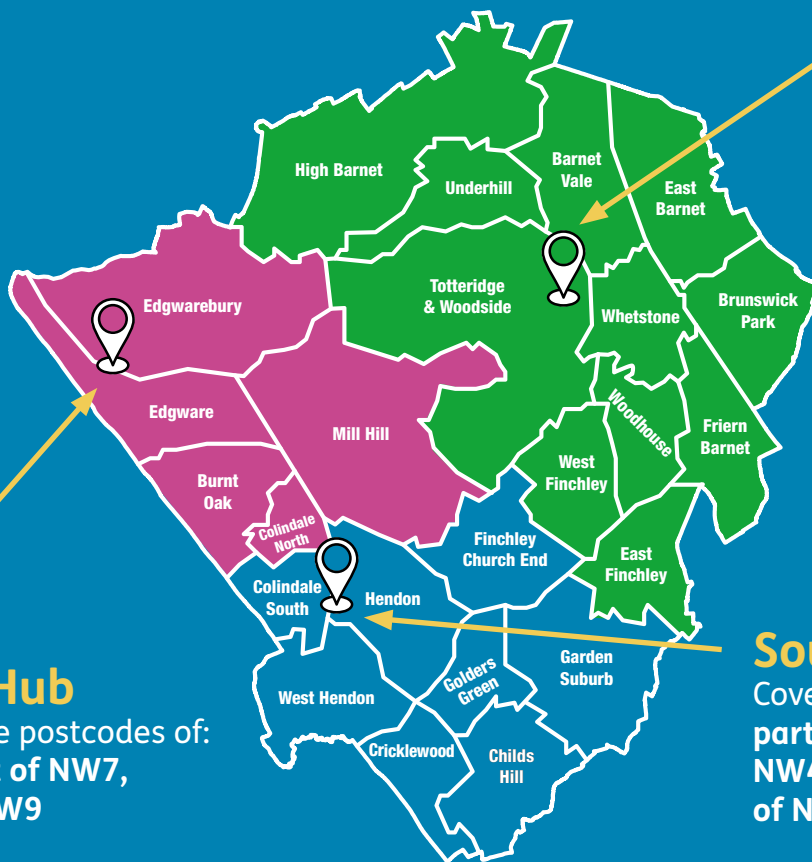 High Barnet
Underhill
Barnet
Vale
East
Barnet
Edgwarebury
Totteridge
& Woodside
Whetstone
Brunswick
Park
Edgware
Mill Hill
Woodhouse
Friern
Barnet
Burnt
Oak
West
Finchley
Colindale
North
Finchley
Church End
East
Finchley
Colindale
South
Hendon
Golders
Green
Garden
Suburb
West Hendon
Cricklewood
Childs
Hill
Hub
postcodes of:
of NW7,